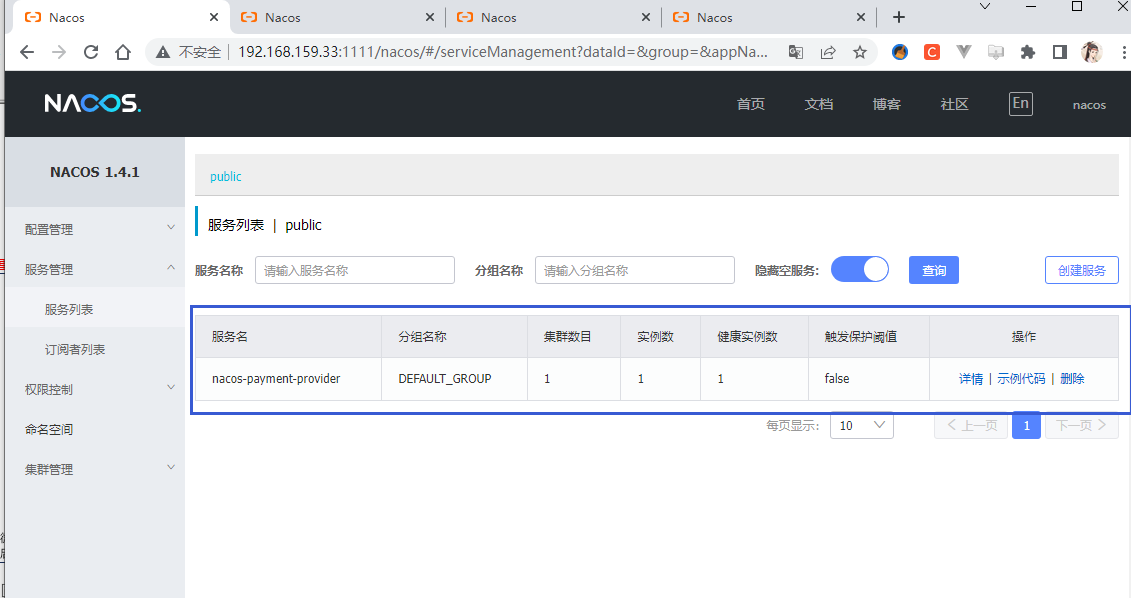 Nacos Nacos Nacos Nacos
不安全 192.168.159.33:1111/nacos/#/serviceManagement?dataId=&group=&appNa...
NACOS. 首页 文档 博客 社区 En nacos
NACOS 1.4.1
配置管理
服务管理
服务列表
订阅者列表
权限控制
命名空间
集群管理
public
服务列表 | public
服务名称 请输入服务名称 分组名称 请输入分组名称 隐藏空服务: 查询 创建服务
服务名 分组名称 集群数目 实例数 健康实例数 触发保护阈值 操作
nacos-payment-provider DEFAULT_GROUP 1 1 1 false 详情 | 示例代码 | 删除
每页显示: 10 上一页 1 下一页